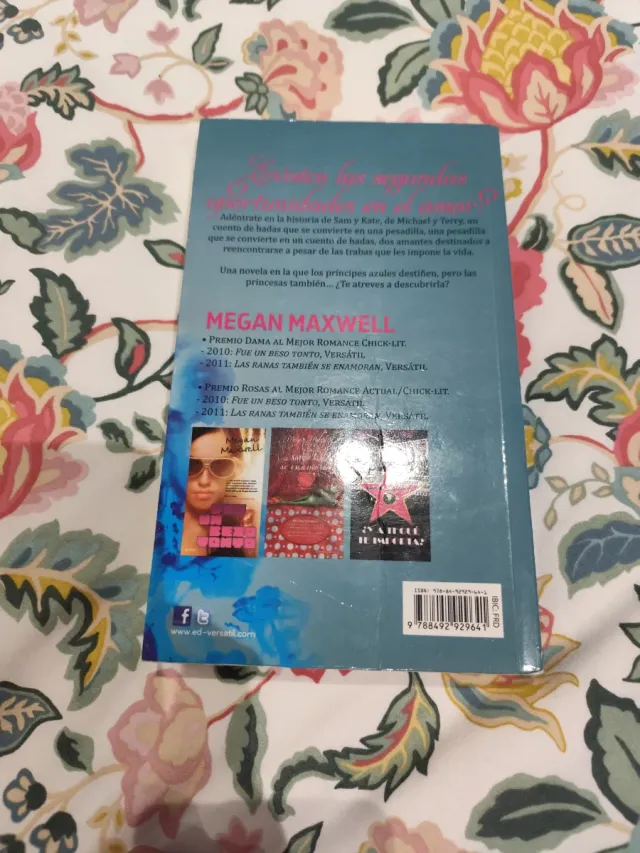 ¿Existen las segundas
oportunidades en el amor?
Adéntrate en la historia de Sam y Kate, de Michael y Terry, un
cuento de hadas que se convierte en una pesadilla, una pesadilla
que se convierte en un cuento de hadas, dos amantes destinados a
reencontrarse a pesar de las trabas que les impone la vida.
Una novela en la que los príncipes azules destiñen, pero las
princesas también... ¿Te atreves a descubrirla?
MEGAN MAXWELL
• PREMIO DAMA AL MEJOR ROMANCE CHICK-LIT.
- 2010: FUE UN BESO TONTO, VERSÁTIL
- 2011: LAS RANAS TAMBIÉN SE ENAMORAN, VERSÁTIL
• PREMIO ROSAS AL MEJOR ROMANCE ACTUAL/CHICK-LIT.
- 2010: FUE UN BESO TONTO, VERSÁTIL
- 2011: LAS RANAS TAMBIÉN SE ENAMORAN, VERSÁTIL
Megan
Maxwell
¿Y A TI QUÉ
TE IMPORTA?
ISBN: 978-84-92929-64-1
IBIC: FRD
9 788492 929641
f t
www.ed-versatil.com